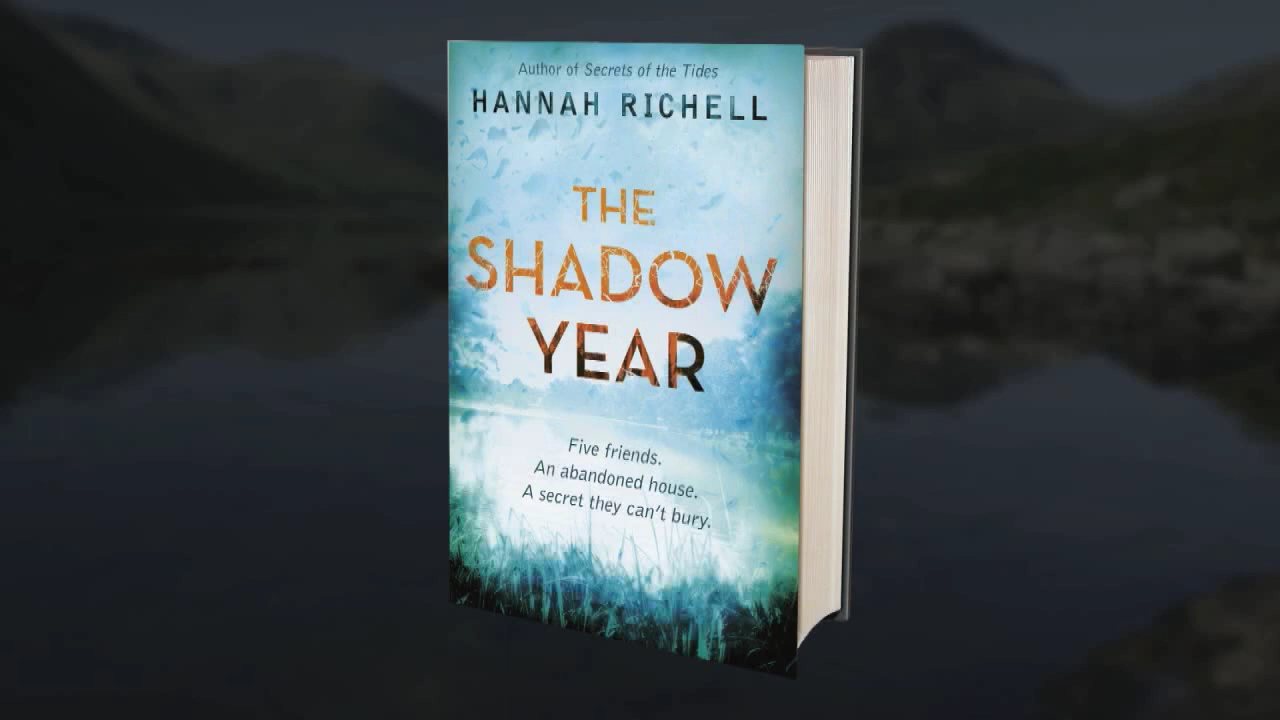 Author of Secrets of the Tides
HANNAH RICHELL
THE
SHADOW
YEAR
Five friends.
An abandoned house.
A secret they can't bury.